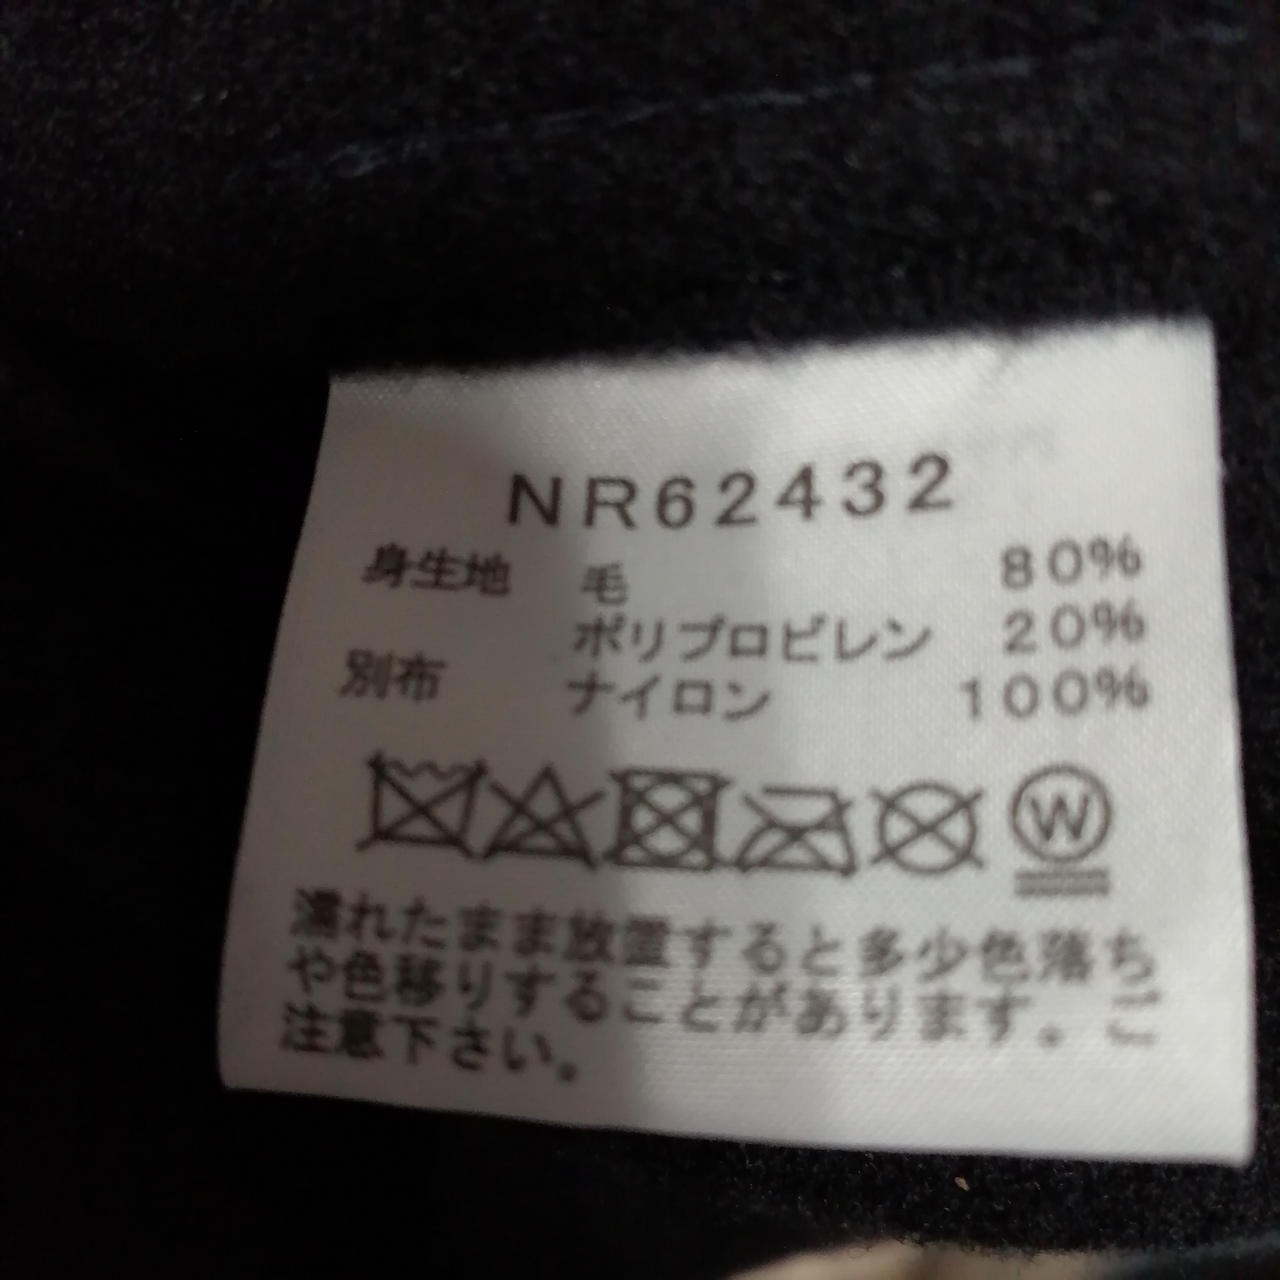 NR62432
身生地 毛 80%
ポリプロピレン 20%
別布 ナイロン 100%
W
濡れたまま放置すると多少色落ち
や色移りすることがあります。ご
注意下さい。